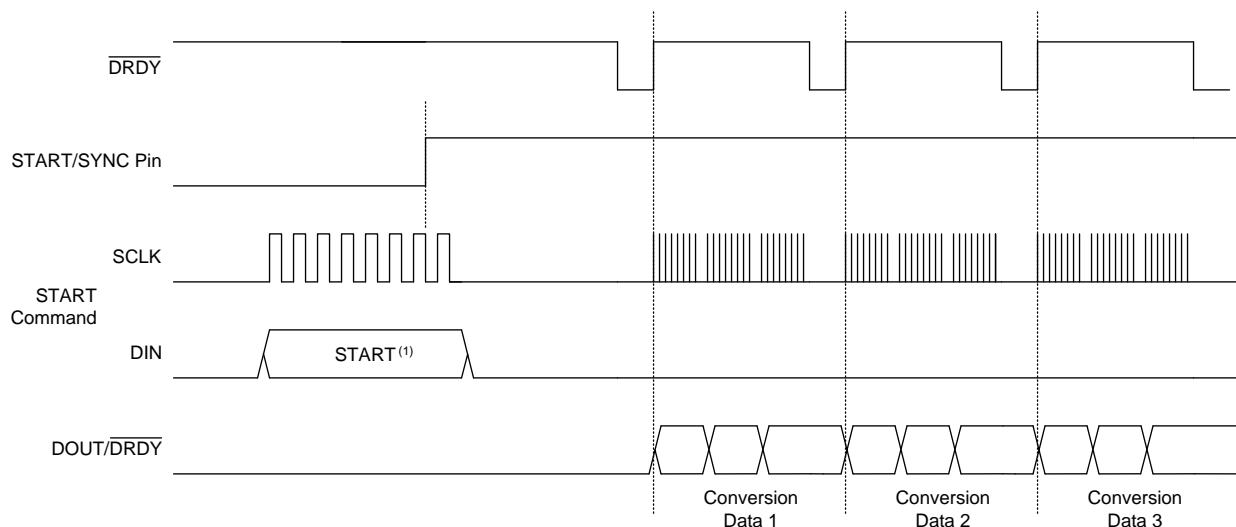 DRDY
START/SYNC Pin
SCLK
START
Command
DIN
START (1)
DOUT/DRDY
Conversion
Data 1
Conversion
Data 2
Conversion
Data 3